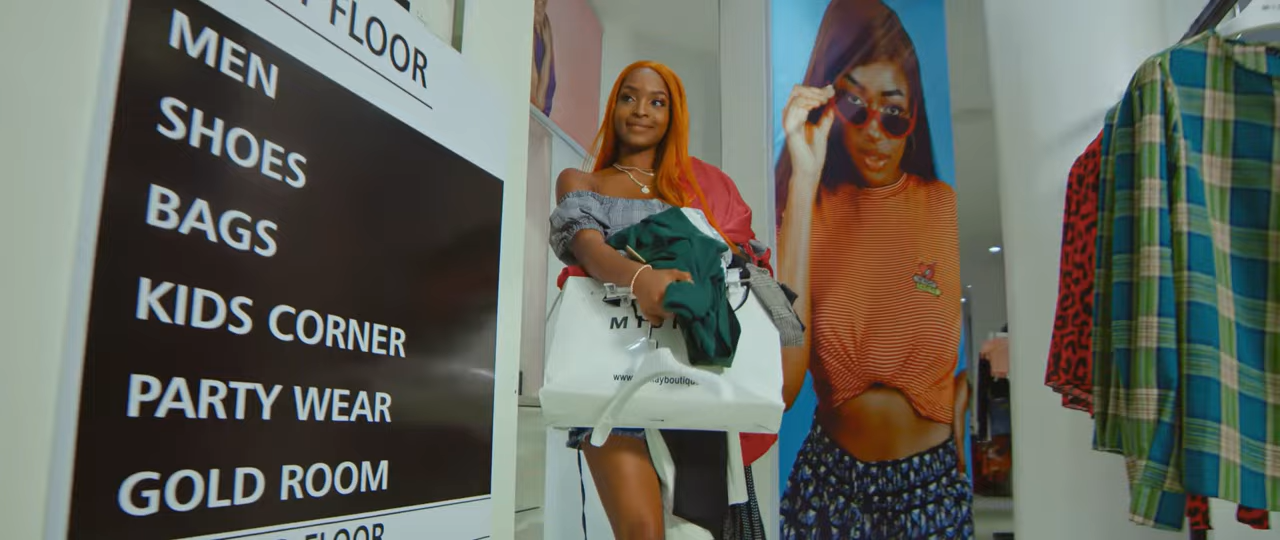 FLOOR
MEN
SHOES
BAGS
KIDS CORNER
PARTY WEAR
GOLD ROOM
FLOOR